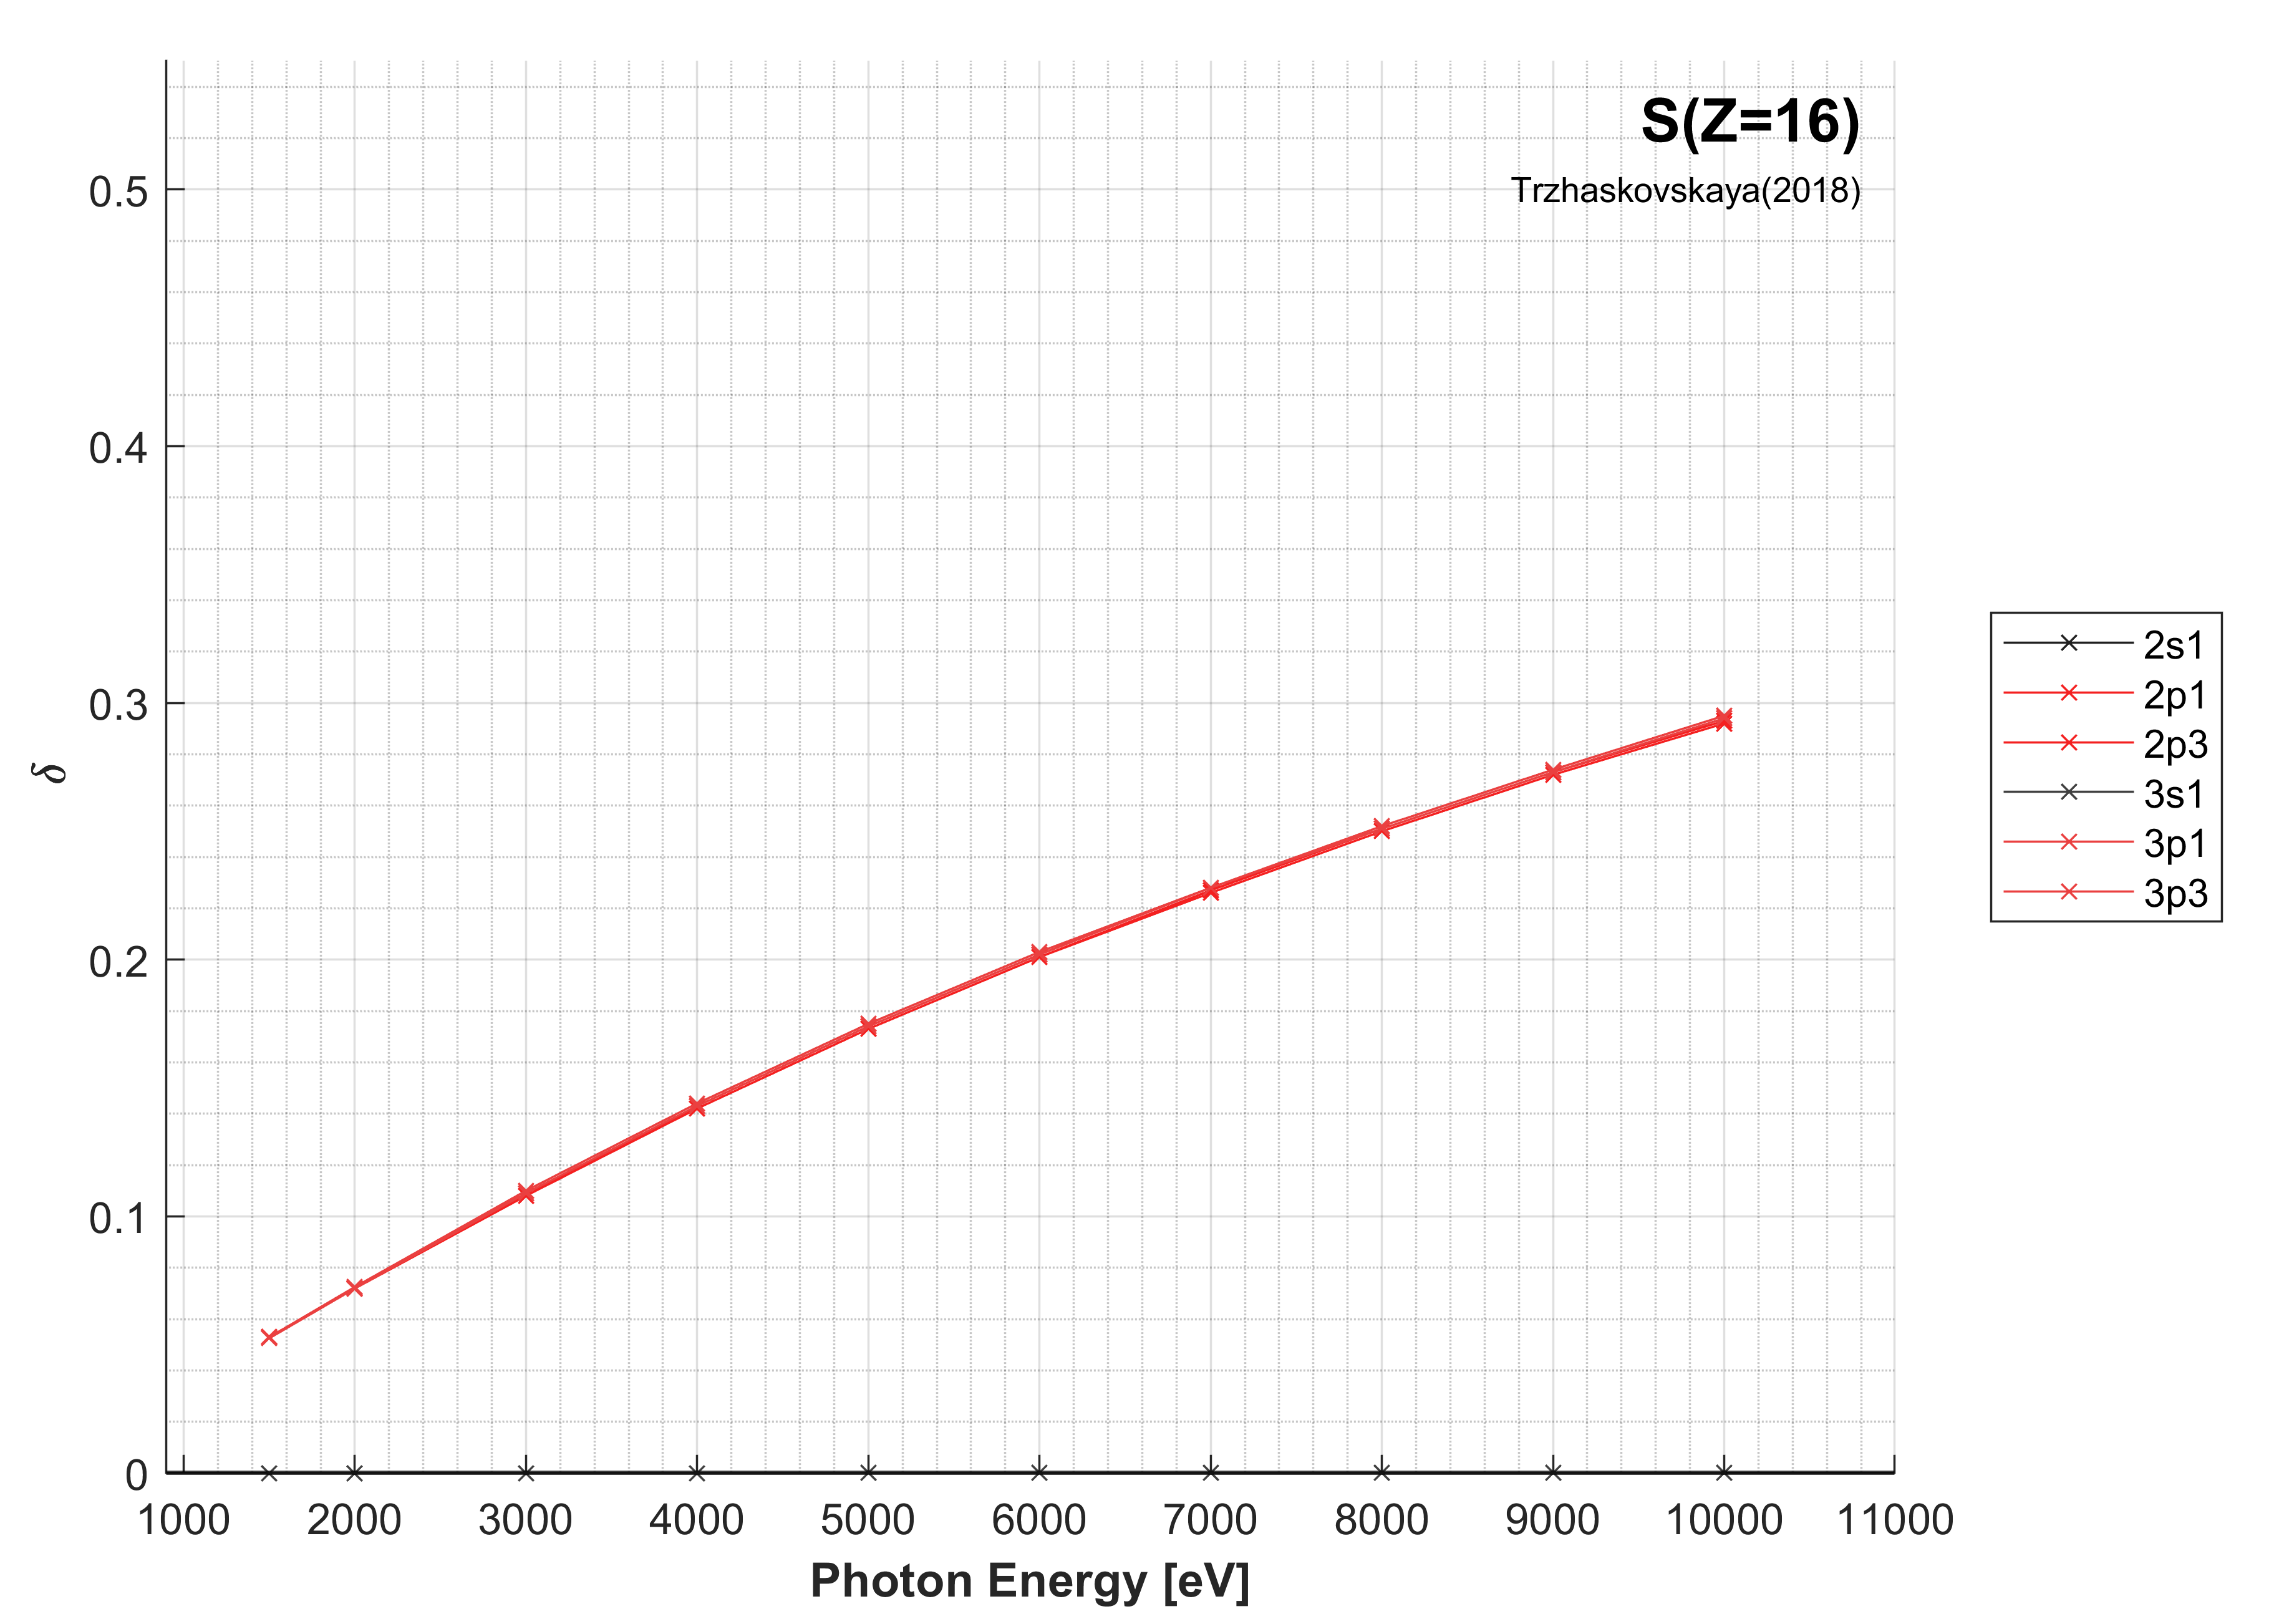 S(Z=16)
Trzhaskovskaya(2018)
0.5
0.4
0.3
0.2
0.1
0
δ
1000 2000 3000 4000 5000 6000 7000 8000 9000 10000 11000
Photon Energy [eV]
2s1
2p1
2p3
3s1
3p1
3p3